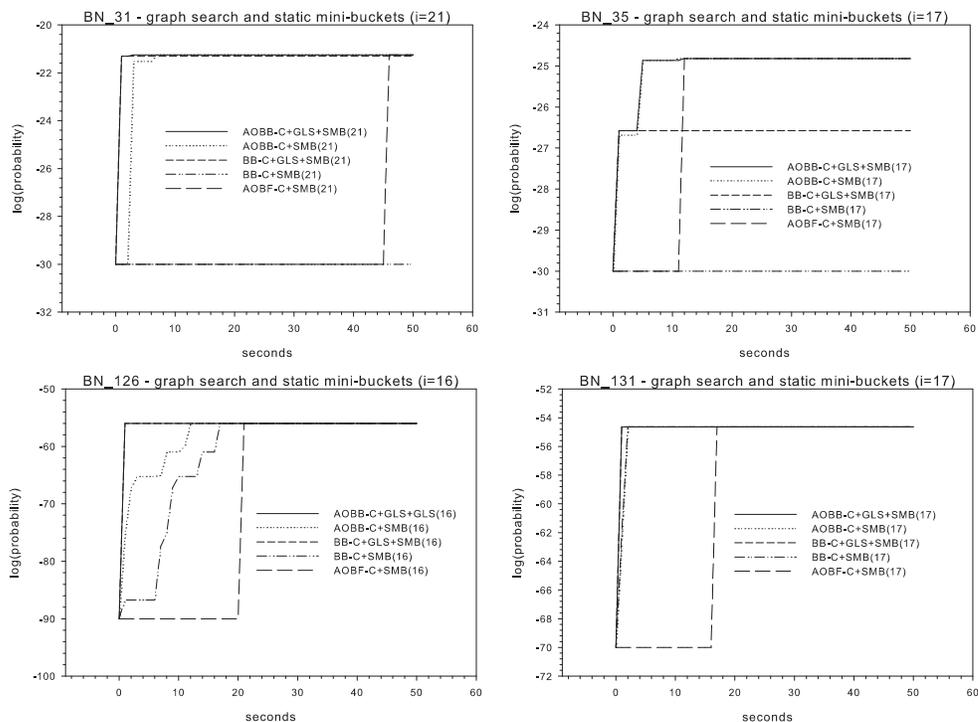 BN_31 - graph search and static mini-buckets (i=21)
-20
-22
-24
-26
-28
-30
-32
log(probability)
AOBB-C+GLS+SMB(21)
AOBB-C+SMB(21)
BB-C+GLS+SMB(21)
BB-C+SMB(21)
AOBF-C+SMB(21)
0 10 20 30 40 50 60
seconds
BN_35 - graph search and static mini-buckets (i=17)
-24
-25
-26
-27
-28
-29
-30
-31
log(probability)
AOBB-C+GLS+SMB(17)
AOBB-C+SMB(17)
BB-C+GLS+SMB(17)
BB-C+SMB(17)
AOBF-C+SMB(17)
0 10 20 30 40 50 60
seconds
BN_126 - graph search and static mini-buckets (i=16)
-50
-60
-70
-80
-90
-100
log(probability)
AOBB-C+GLS+GLS(16)
AOBB-C+SMB(16)
BB-C+GLS+SMB(16)
BB-C+SMB(16)
AOBF-C+SMB(16)
0 10 20 30 40 50 60
seconds
BN_131 - graph search and static mini-buckets (i=17)
-52
-54
-56
-58
-60
-62
-64
-66
-68
-70
-72
log(probability)
AOBB-C+GLS+SMB(17)
AOBB-C+SMB(17)
BB-C+GLS+SMB(17)
BB-C+SMB(17)
AOBF-C+SMB(17)
0 10 20 30 40 50 60
seconds